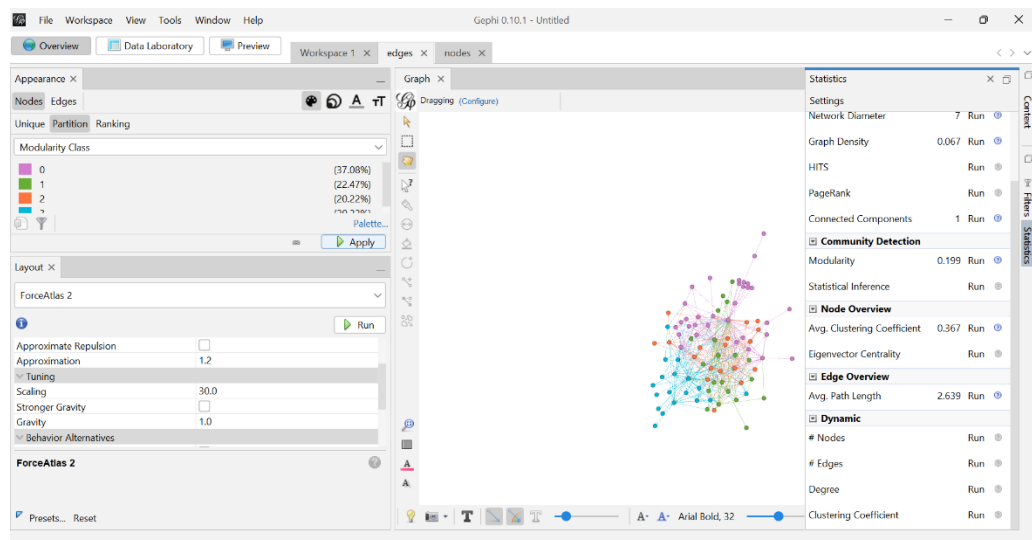 File Workspace View Tools Window Help
Gephi 0.10.1 - Untitled
Overview Data Laboratory Preview
Workspace 1 × edges × nodes ×
Appearance ×
Nodes Edges
Unique Partition Ranking
Modularity Class
0 (37.08%)
1 (22.47%)
2 (20.22%)
Palette...
Apply
Layout ×
ForceAtlas 2
Run
Approximate Repulsion
Approximation 1.2
Tuning
Scaling 30.0
Stronger Gravity
Gravity 1.0
Behavior Alternatives
ForceAtlas 2
Presets... Reset
Graph ×
Dragging (Configure)
Arial Bold, 32
Statistics ×
Settings
Network Diameter 7 Run
Graph Density 0.067 Run
HITS Run
PageRank Run
Connected Components 1 Run
Community Detection
Modularity 0.199 Run
Statistical Inference Run
Node Overview
Avg. Clustering Coefficient 0.367 Run
Eigenvector Centrality Run
Edge Overview
Avg. Path Length 2.639 Run
Dynamic
# Nodes Run
# Edges Run
Degree Run
Clustering Coefficient Run
Context
Filters
Statistics